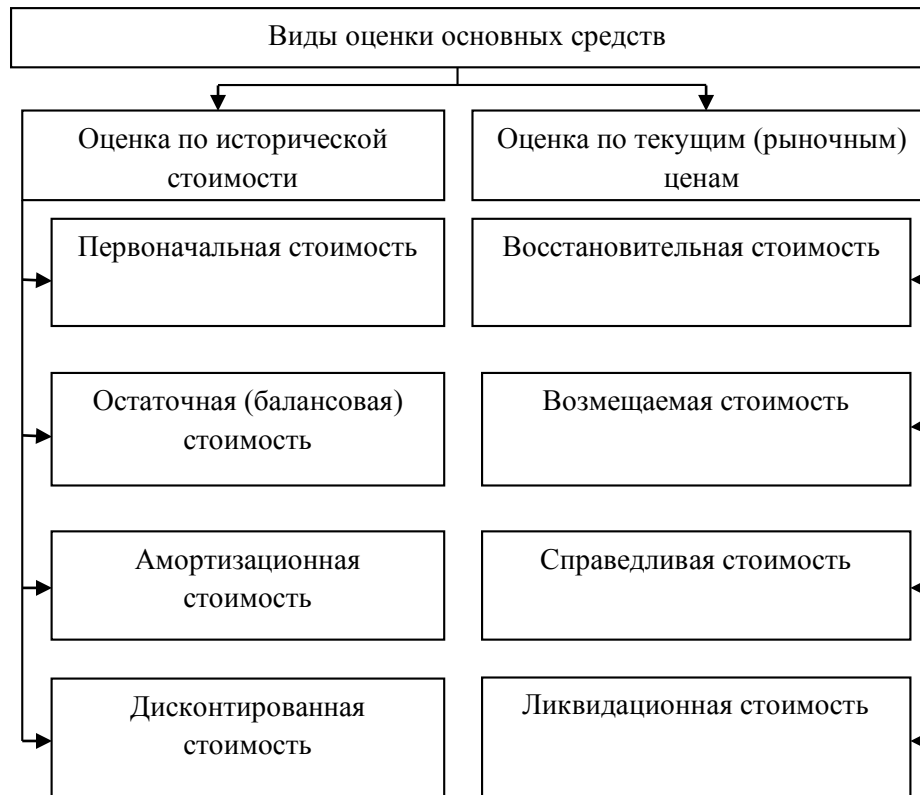 Виды оценки основных средств
Оценка по исторической
стоимости
Оценка по текущим (рыночным)
ценам
Первоначальная стоимость
Восстановительная стоимость
Остаточная (балансовая)
стоимость
Возмещаемая стоимость
Амортизационная
стоимость
Справедливая стоимость
Дисконтированная
стоимость
Ликвидационная стоимость